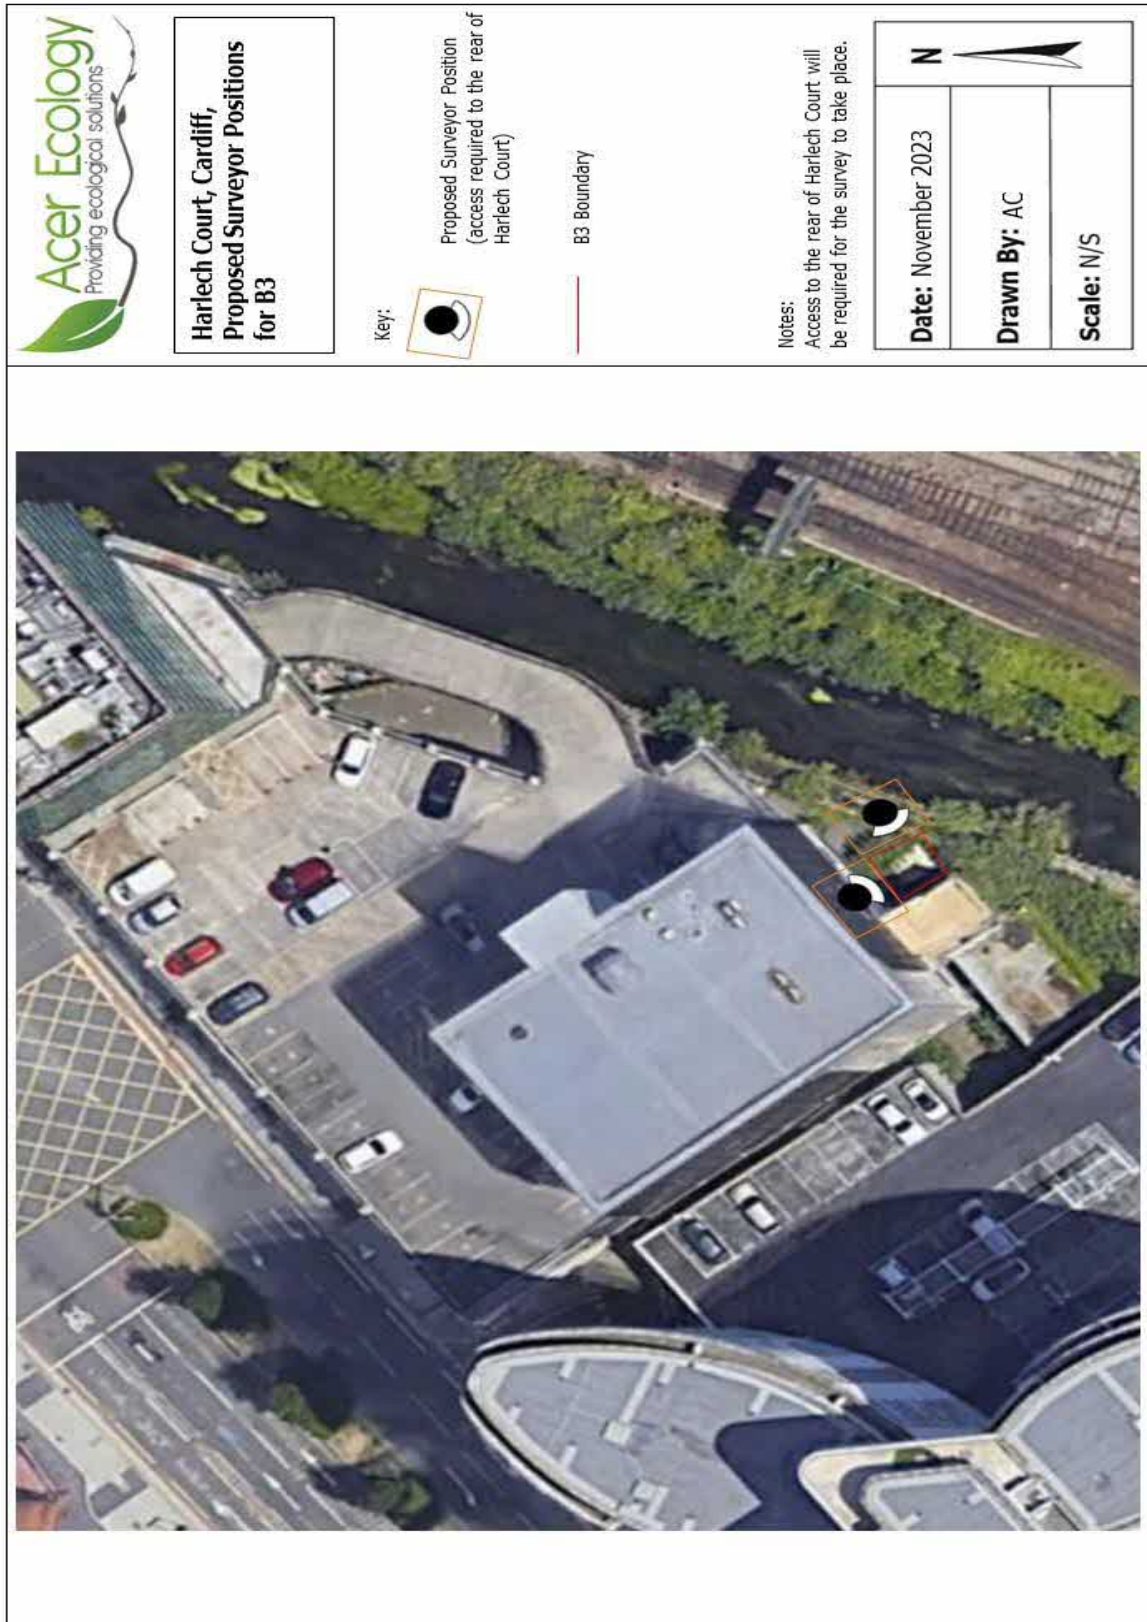 Acer Ecology
Providing ecological solutions
Harlech Court, Cardiff,
Proposed Surveyor Positions
for B3
Key:
Proposed Surveyor Position
(access required to the rear of
Harlech Court)
B3 Boundary
Notes:
Access to the rear of Harlech Court will
be required for the survey to take place.
Date: November 2023
N
Drawn By: AC
Scale: N/S